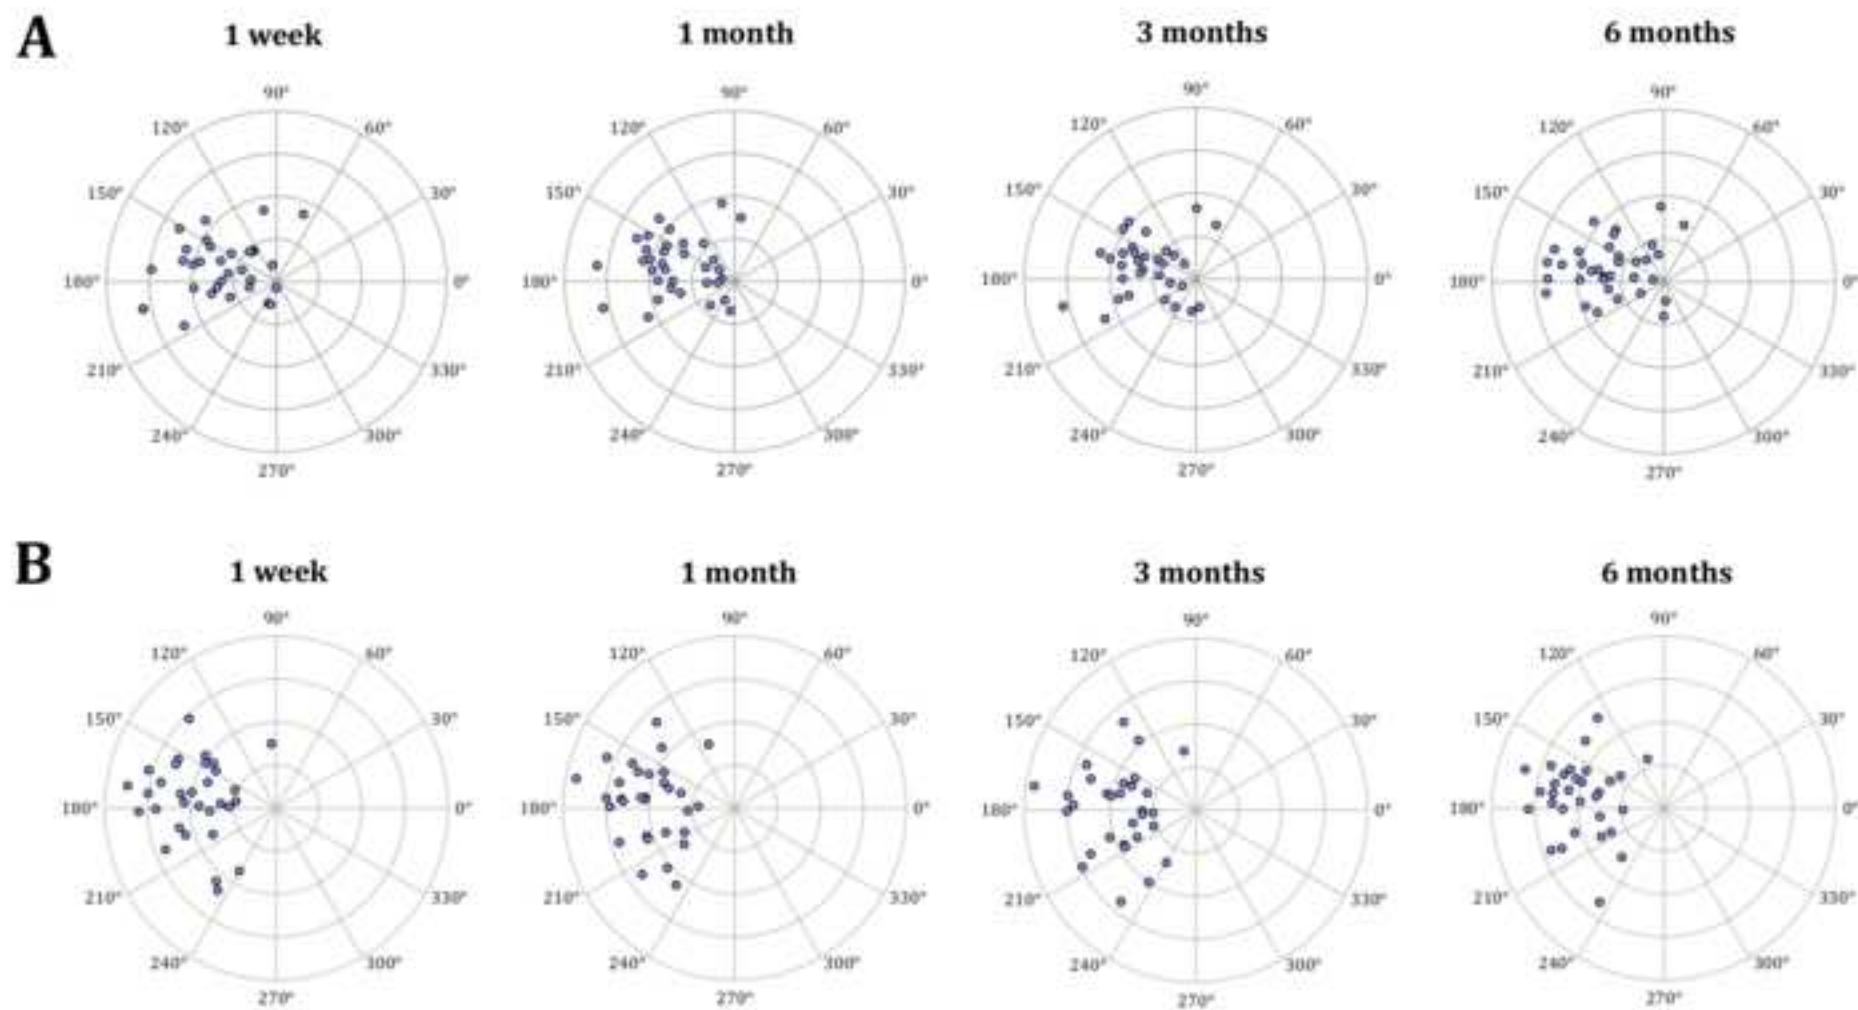 A
1 week
1 month
3 months
6 months
90° 90° 90° 90°
120° 60° 120° 60° 120° 60° 120° 60°
150° 30° 150° 30° 150° 30° 150° 30°
180° 0° 180° 0° 180° 0° 180° 0°
210° 330° 210° 330° 210° 330° 210° 330°
240° 300° 240° 300° 240° 300° 240° 300°
270° 270° 270° 270°
B
1 week
1 month
3 months
6 months
90° 90° 90° 90°
120° 60° 120° 60° 120° 60° 120° 60°
150° 30° 150° 30° 150° 30° 150° 30°
180° 0° 180° 0° 180° 0° 180° 0°
210° 330° 210° 330° 210° 330° 210° 330°
240° 300° 240° 300° 240° 300° 240° 300°
270° 270° 270° 270°